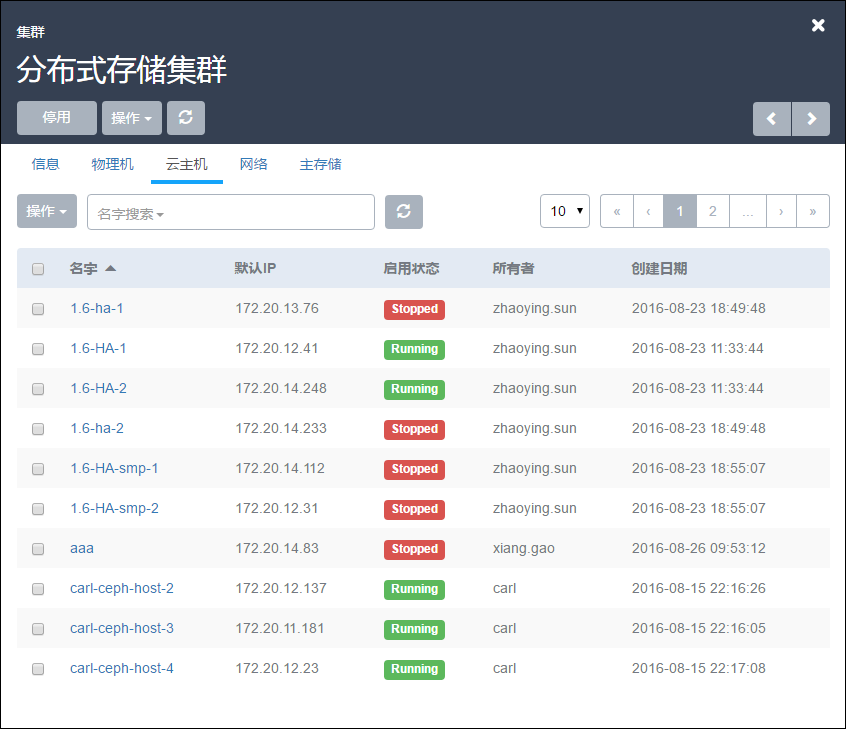 集群
分布式存储集群
停用 操作
信息 物理机 云主机 网络 主存储
操作 名字搜索 10 « ‹ 1 2 ... › »
名字 默认IP 启用状态 所有者 创建日期
1.6-ha-1 172.20.13.76 Stopped zhaoying.sun 2016-08-23 18:49:48
1.6-HA-1 172.20.12.41 Running zhaoying.sun 2016-08-23 11:33:44
1.6-HA-2 172.20.14.248 Running zhaoying.sun 2016-08-23 11:33:44
1.6-ha-2 172.20.14.233 Stopped zhaoying.sun 2016-08-23 18:49:48
1.6-HA-smp-1 172.20.14.112 Stopped zhaoying.sun 2016-08-23 18:55:07
1.6-HA-smp-2 172.20.12.31 Stopped zhaoying.sun 2016-08-23 18:55:07
aaa 172.20.14.83 Stopped xiang.gao 2016-08-26 09:53:12
carl-ceph-host-2 172.20.12.137 Running carl 2016-08-15 22:16:26
carl-ceph-host-3 172.20.11.181 Running carl 2016-08-15 22:16:05
carl-ceph-host-4 172.20.12.23 Running carl 2016-08-15 22:17:08